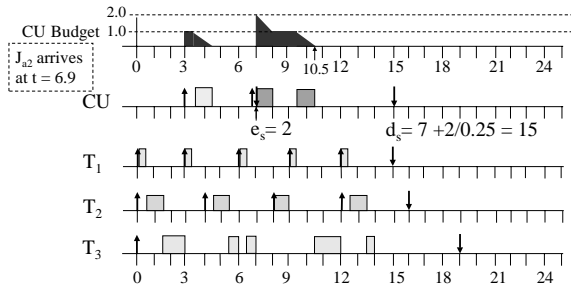 2.0
CU Budget 1.0
J_a2 arrives
at t = 6.9
0 3 6 9 10.5 12 15 18 21 25
CU
e_s = 2 d_s = 7 +2/0.25 = 15
T_1
T_2
T_3
0 3 6 9 12 15 18 21 25